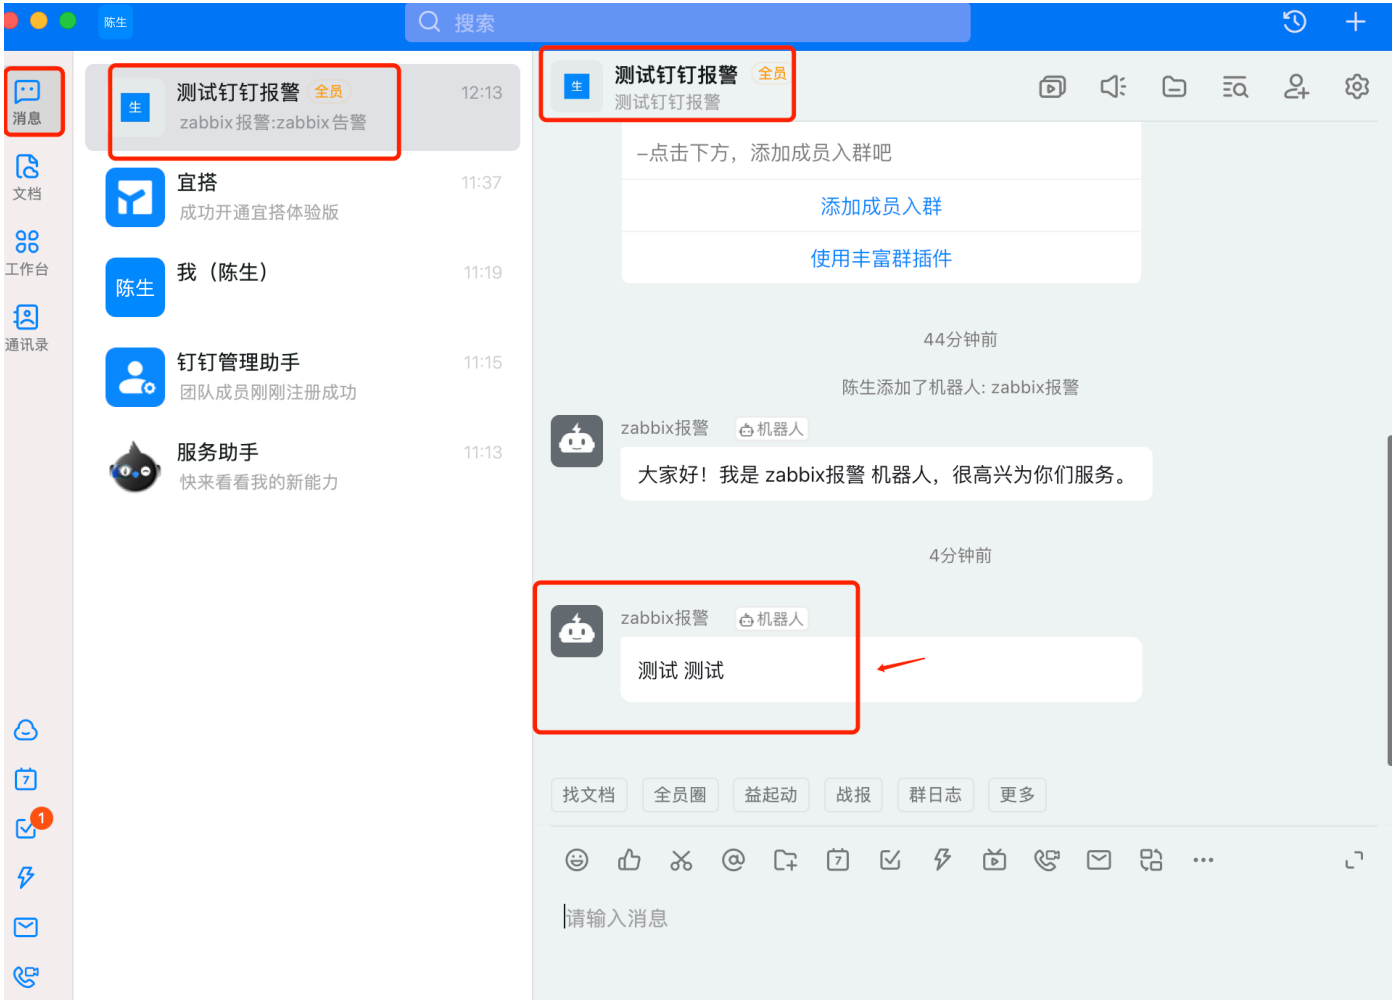 陈生
搜索
消息
文档
工作台
通讯录
7
1
生
测试钉钉报警 全员 12:13
zabbix报警:zabbix告警
宜搭 11:37
成功开通宜搭体验版
陈生
我（陈生） 11:19
钉钉管理助手 11:15
团队成员刚刚注册成功
服务助手 11:13
快来看看我的新能力
生
测试钉钉报警 全员
测试钉钉报警
–点击下方，添加成员入群吧
添加成员入群
使用丰富群插件
44分钟前
陈生添加了机器人: zabbix报警
zabbix报警 机器人
大家好！我是 zabbix报警 机器人，很高兴为你们服务。
4分钟前
zabbix报警 机器人
测试 测试
找文档 全员圈 益起动 战报 群日志 更多
7
请输入消息